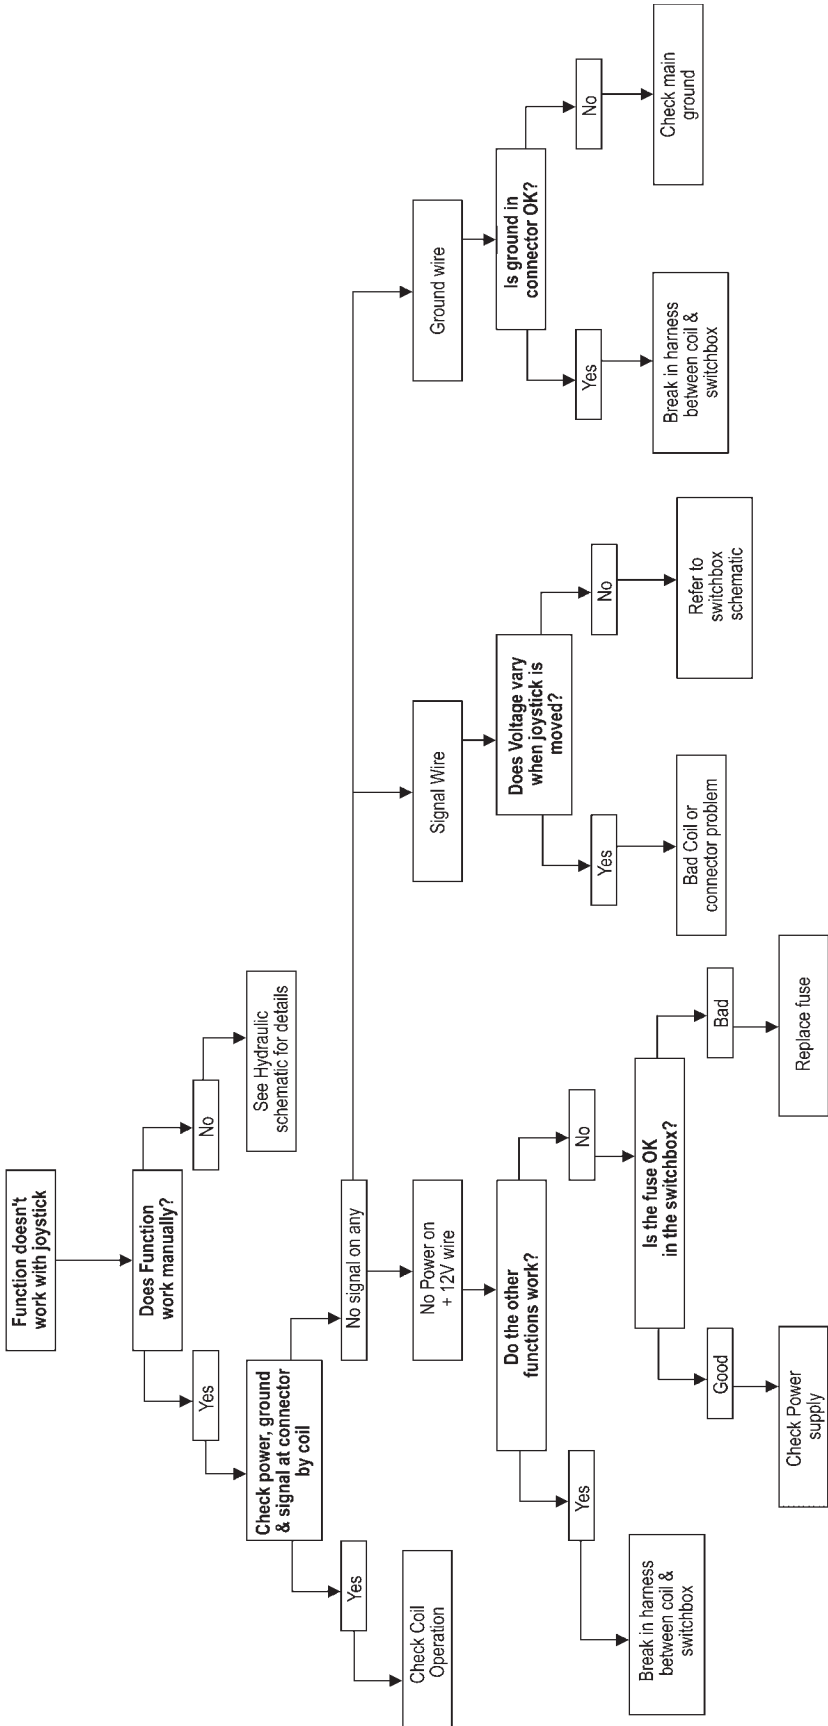 Function doesn't
work with joystick
Does Function
work manually?
Yes
No
See Hydraulic
schematic for details
Check power, ground
& signal at connector
by coil
Yes
No signal on any
Check Coil
Operation
No Power on
+ 12V wire
Signal Wire
Ground wire
Do the other
functions work?
Does Voltage vary
when joystick is
moved?
Is ground in
connector OK?
Yes
No
Yes
No
Yes
No
Break in harness
between coil &
switchbox
Is the fuse OK
in the switchbox?
Bad Coil or
connector problem
Refer to
switchbox
schematic
Break in harness
between coil &
switchbox
Check main
ground
Good
Bad
Check Power
supply
Replace fuse